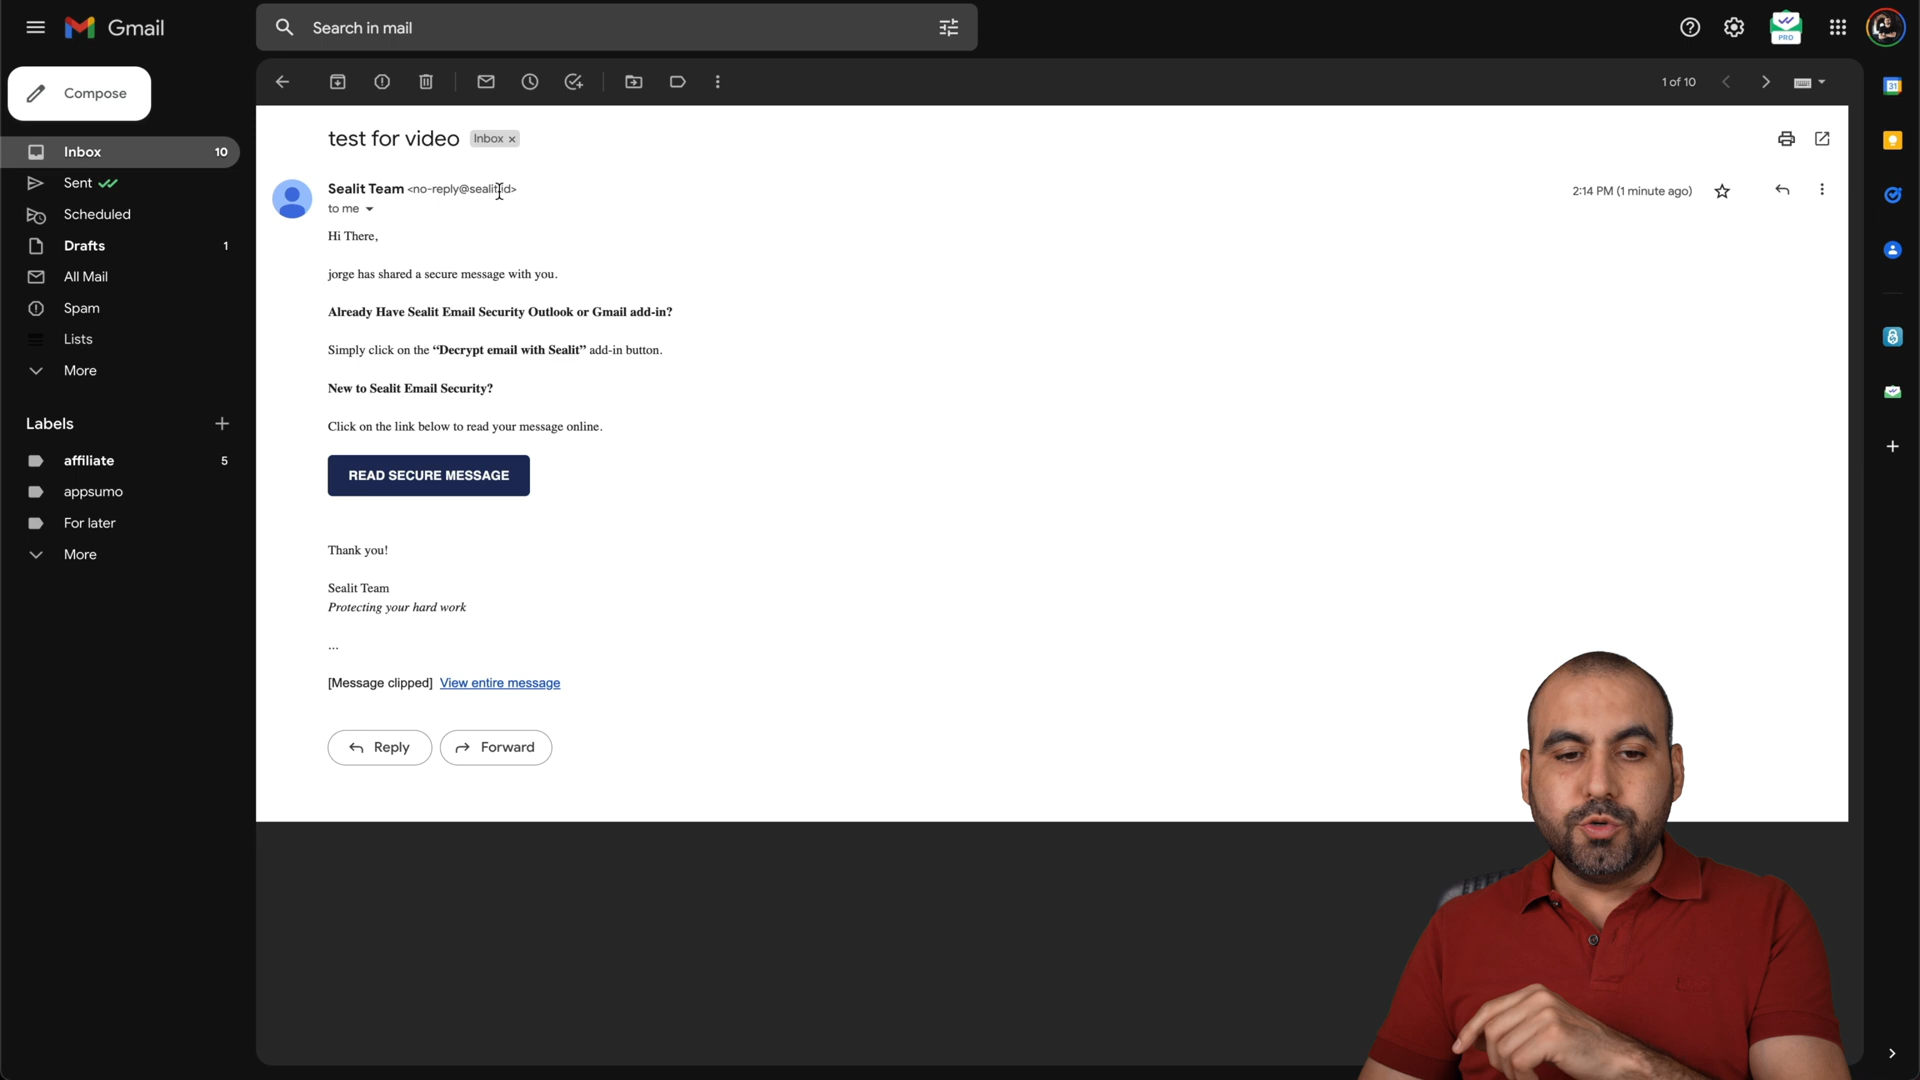 Gmail
Search in mail
PRO
Compose
1 of 10
31
test for video Inbox ×
Inbox 10
Sent
Sealit Team
to me
2:14 PM (1 minute ago)
Scheduled
Hi There,
Drafts 1
All Mail
jorge has shared a secure message with you.
Spam
Already Have Sealit Email Security Outlook or Gmail add-in?
Lists
Simply click on the “Decrypt email with Sealit” add-in button.
More
New to Sealit Email Security?
Labels
Click on the link below to read your message online.
affiliate 5
READ SECURE MESSAGE
appsumo
For later
More
Thank you!
Sealit Team
Protecting your hard work
...
[Message clipped] View entire message
Reply
Forward